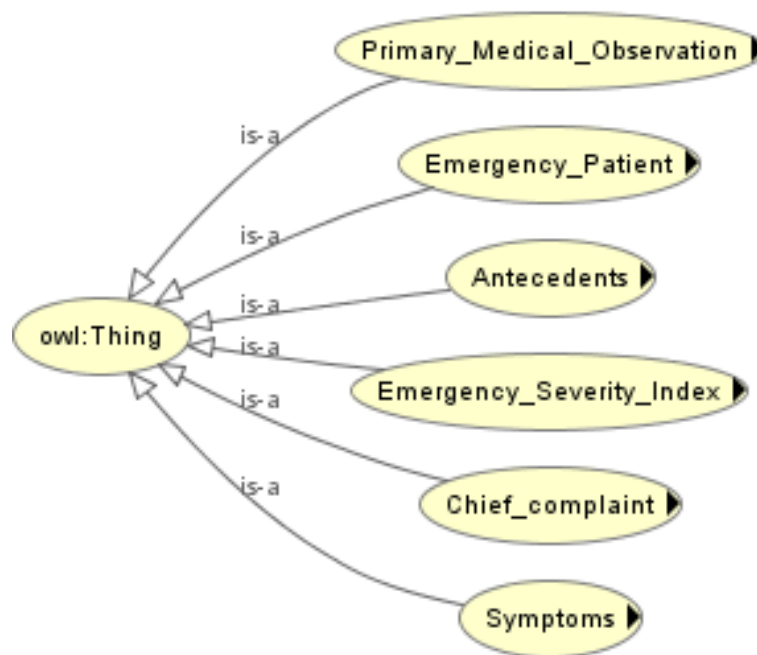 Primary_Medical_Observation
is-a
Emergency_Patient
is-a
Antecedents
is-a
owl:Thing
is-a
Emergency_Severity_Index
is-a
Chief_complaint
is-a
Symptoms